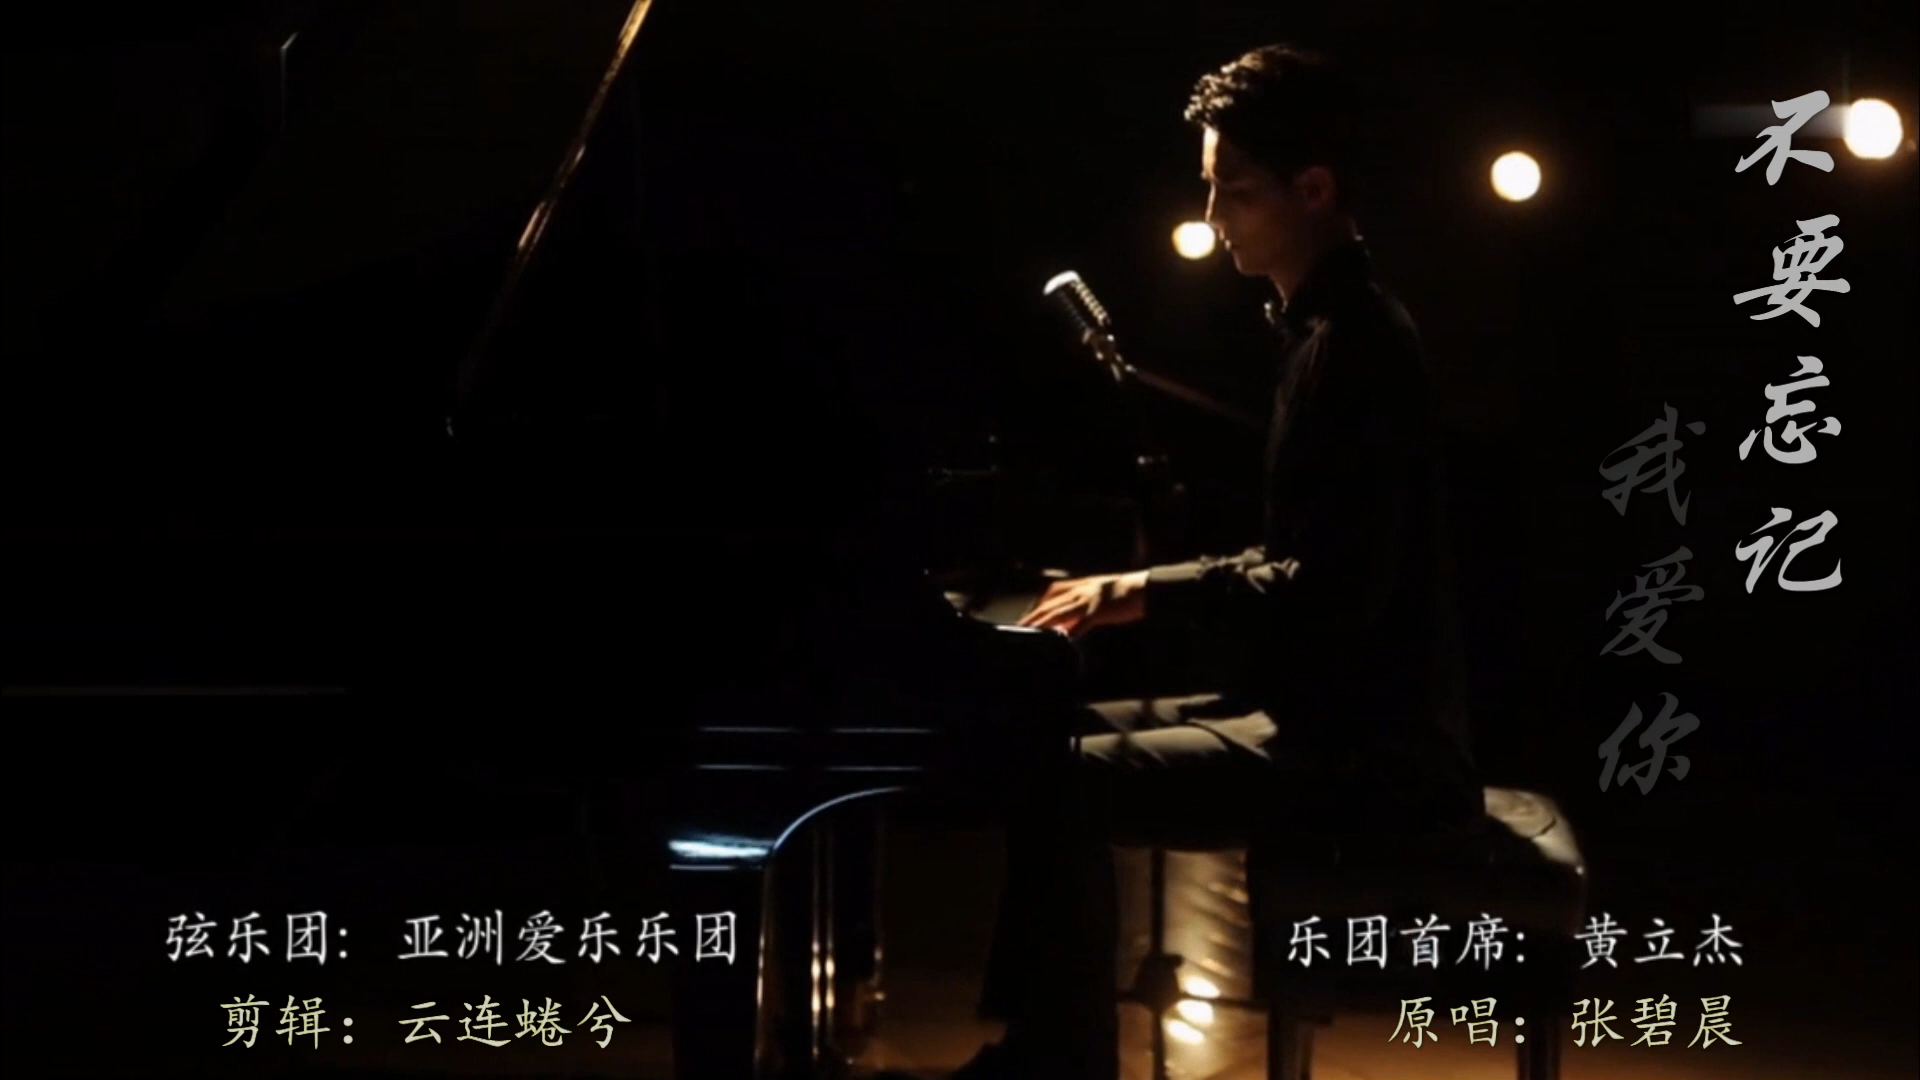 不要忘记
我爱你
弦乐团：亚洲爱乐乐团
乐团首席：黄立杰
剪辑：云连蜷兮
原唱：张碧晨